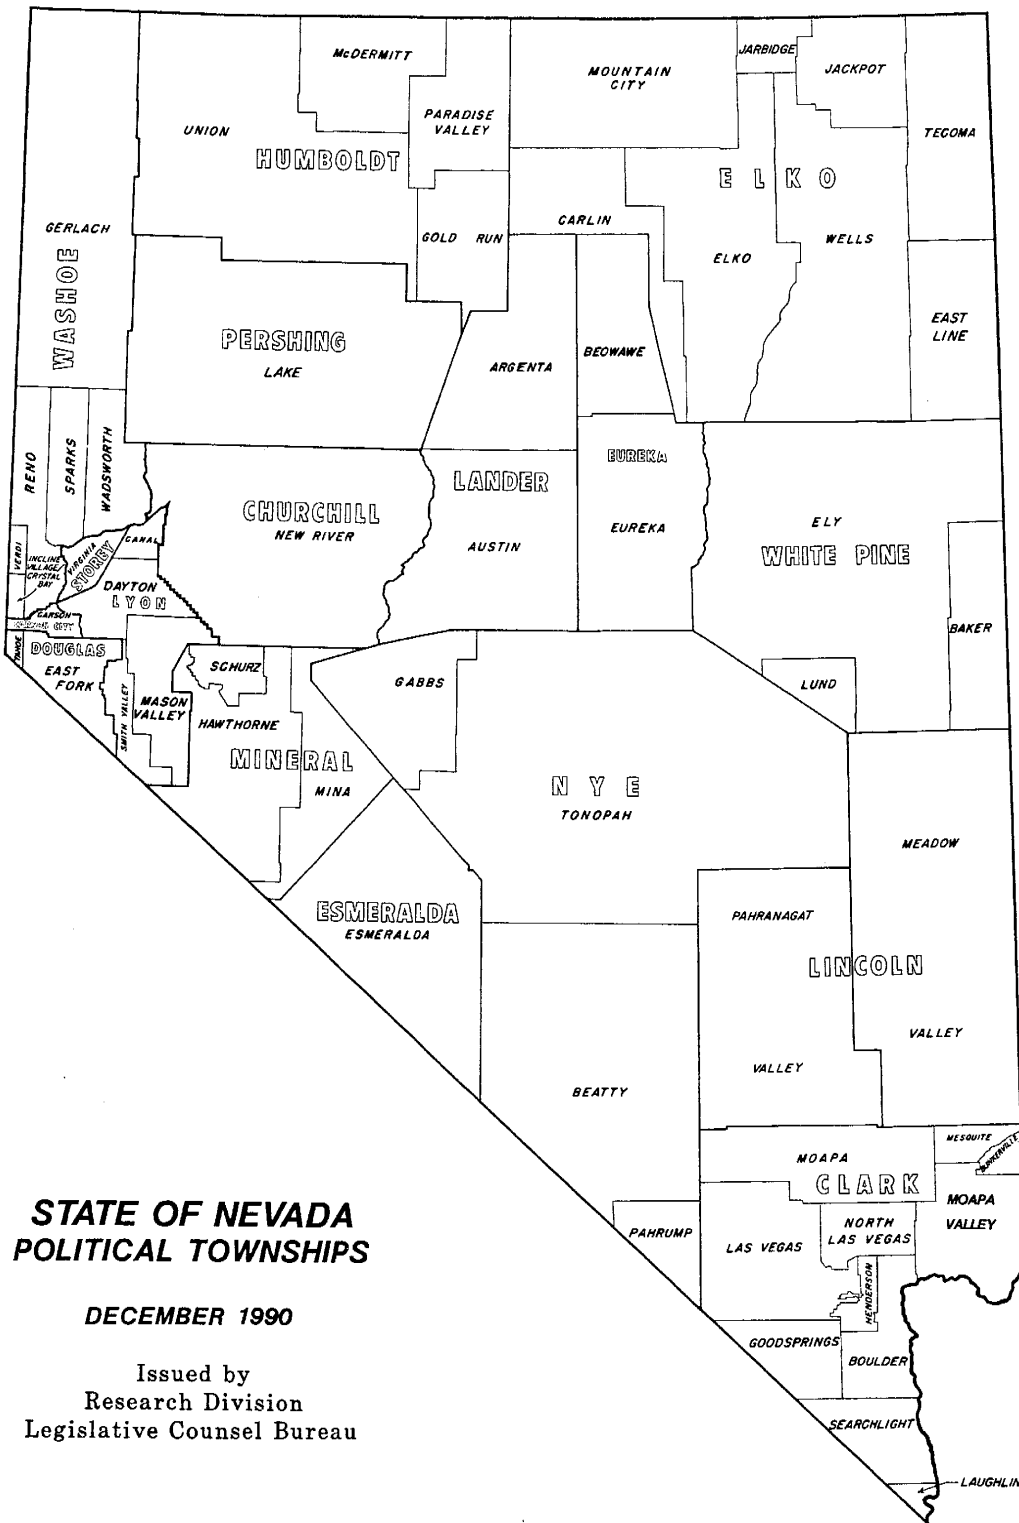 McDERMITT
MOUNTAIN
CITY
JARBIDGE
JACKPOT
UNION
PARADISE
VALLEY
TECOMA
HUMBOLDT
ELKO
GERLACH
GOLD RUN
CARLIN
ELKO
WELLS
WASHOE
PERSHING
LAKE
ARGENTA
BEOWAWE
EAST
LINE
RENO
SPARKS
WADSWORTH
EUREKA
LANDER
CHURCHILL
NEW RIVER
EUREKA
ELY
WHITE PINE
AUSTIN
VERDI
INCLINE
VILLAGE/
CRYSTAL
BAY
VIRGINIA
STOREY
CANAL
DAYTON
LYON
CARSON
CARSON CITY
BAKER
TAHOE
DOUGLAS
EAST
FORK
SMITH VALLEY
MASON
VALLEY
SCHURZ
HAWTHORNE
GABBS
LUND
MINERAL
MINA
NYE
TONOPAH
MEADOW
ESMERALDA
ESMERALDA
PAHRANAGAT
LINCOLN
VALLEY
VALLEY
BEATTY
MESQUITE
BUNKERVILLE
MOAPA
CLARK
MOAPA
VALLEY
PAHRUMP
LAS VEGAS
NORTH
LAS VEGAS
HENDERSON
GOODSPRINGS
BOULDER
SEARCHLIGHT
LAUGHLIN
STATE OF NEVADA
POLITICAL TOWNSHIPS
DECEMBER 1990
Issued by
Research Division
Legislative Counsel Bureau